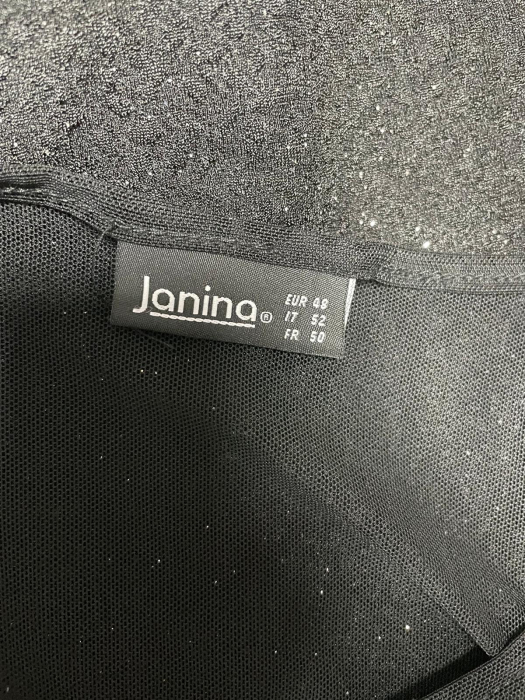 Janina®
EUR 48
IT 52
FR 50